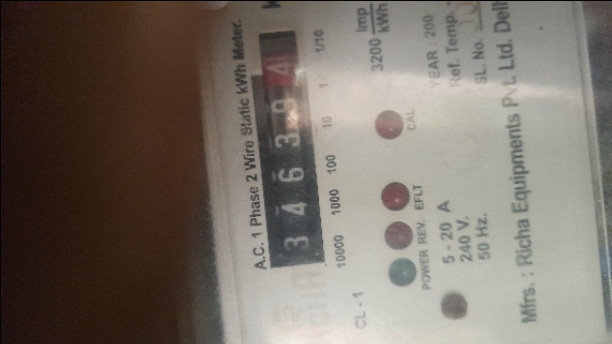 A.C. 1 Phase 2 Wire Static kWh Meter.
3 4 6 3 9 4
10000 1000 100 10 1 1/10
CL - 1
3200 Imp/kWh
CAL
POWER REV. EFLT
5 - 20 A
240 V.
50 Hz.
YEAR : 200
Ref. Temp.
SL. No.
Mfrs. : Richa Equipments Pvt. Ltd.